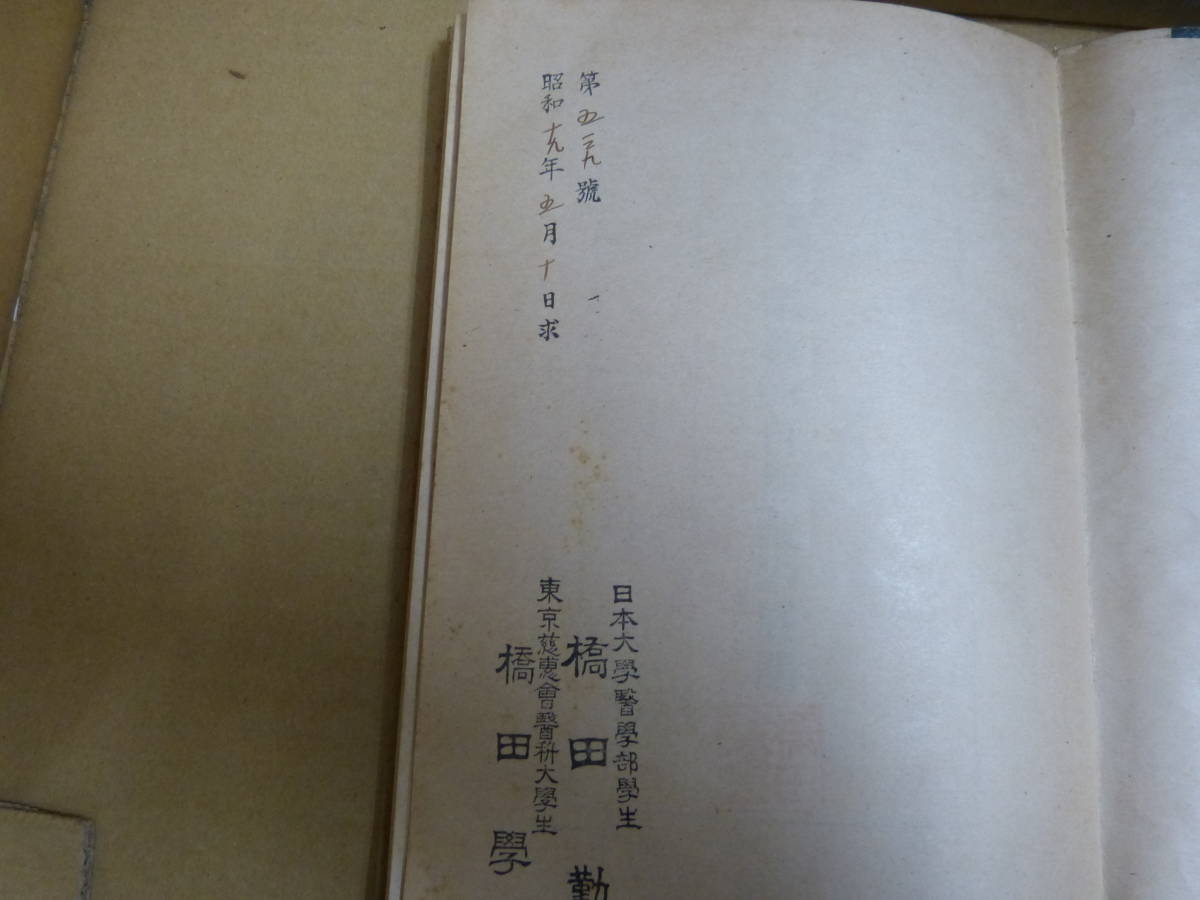 第五二九號
昭和十九年五月十日求
日本大學醫學部學生
橋田勤
東京慈惠會醫科大學生
橋田學